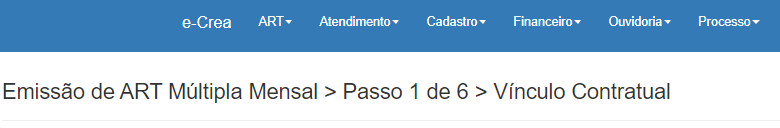 e-Crea ART Atendimento Cadastro Financeiro Ouvidoria Processo
Emissão de ART Múltipla Mensal > Passo 1 de 6 > Vínculo Contratual